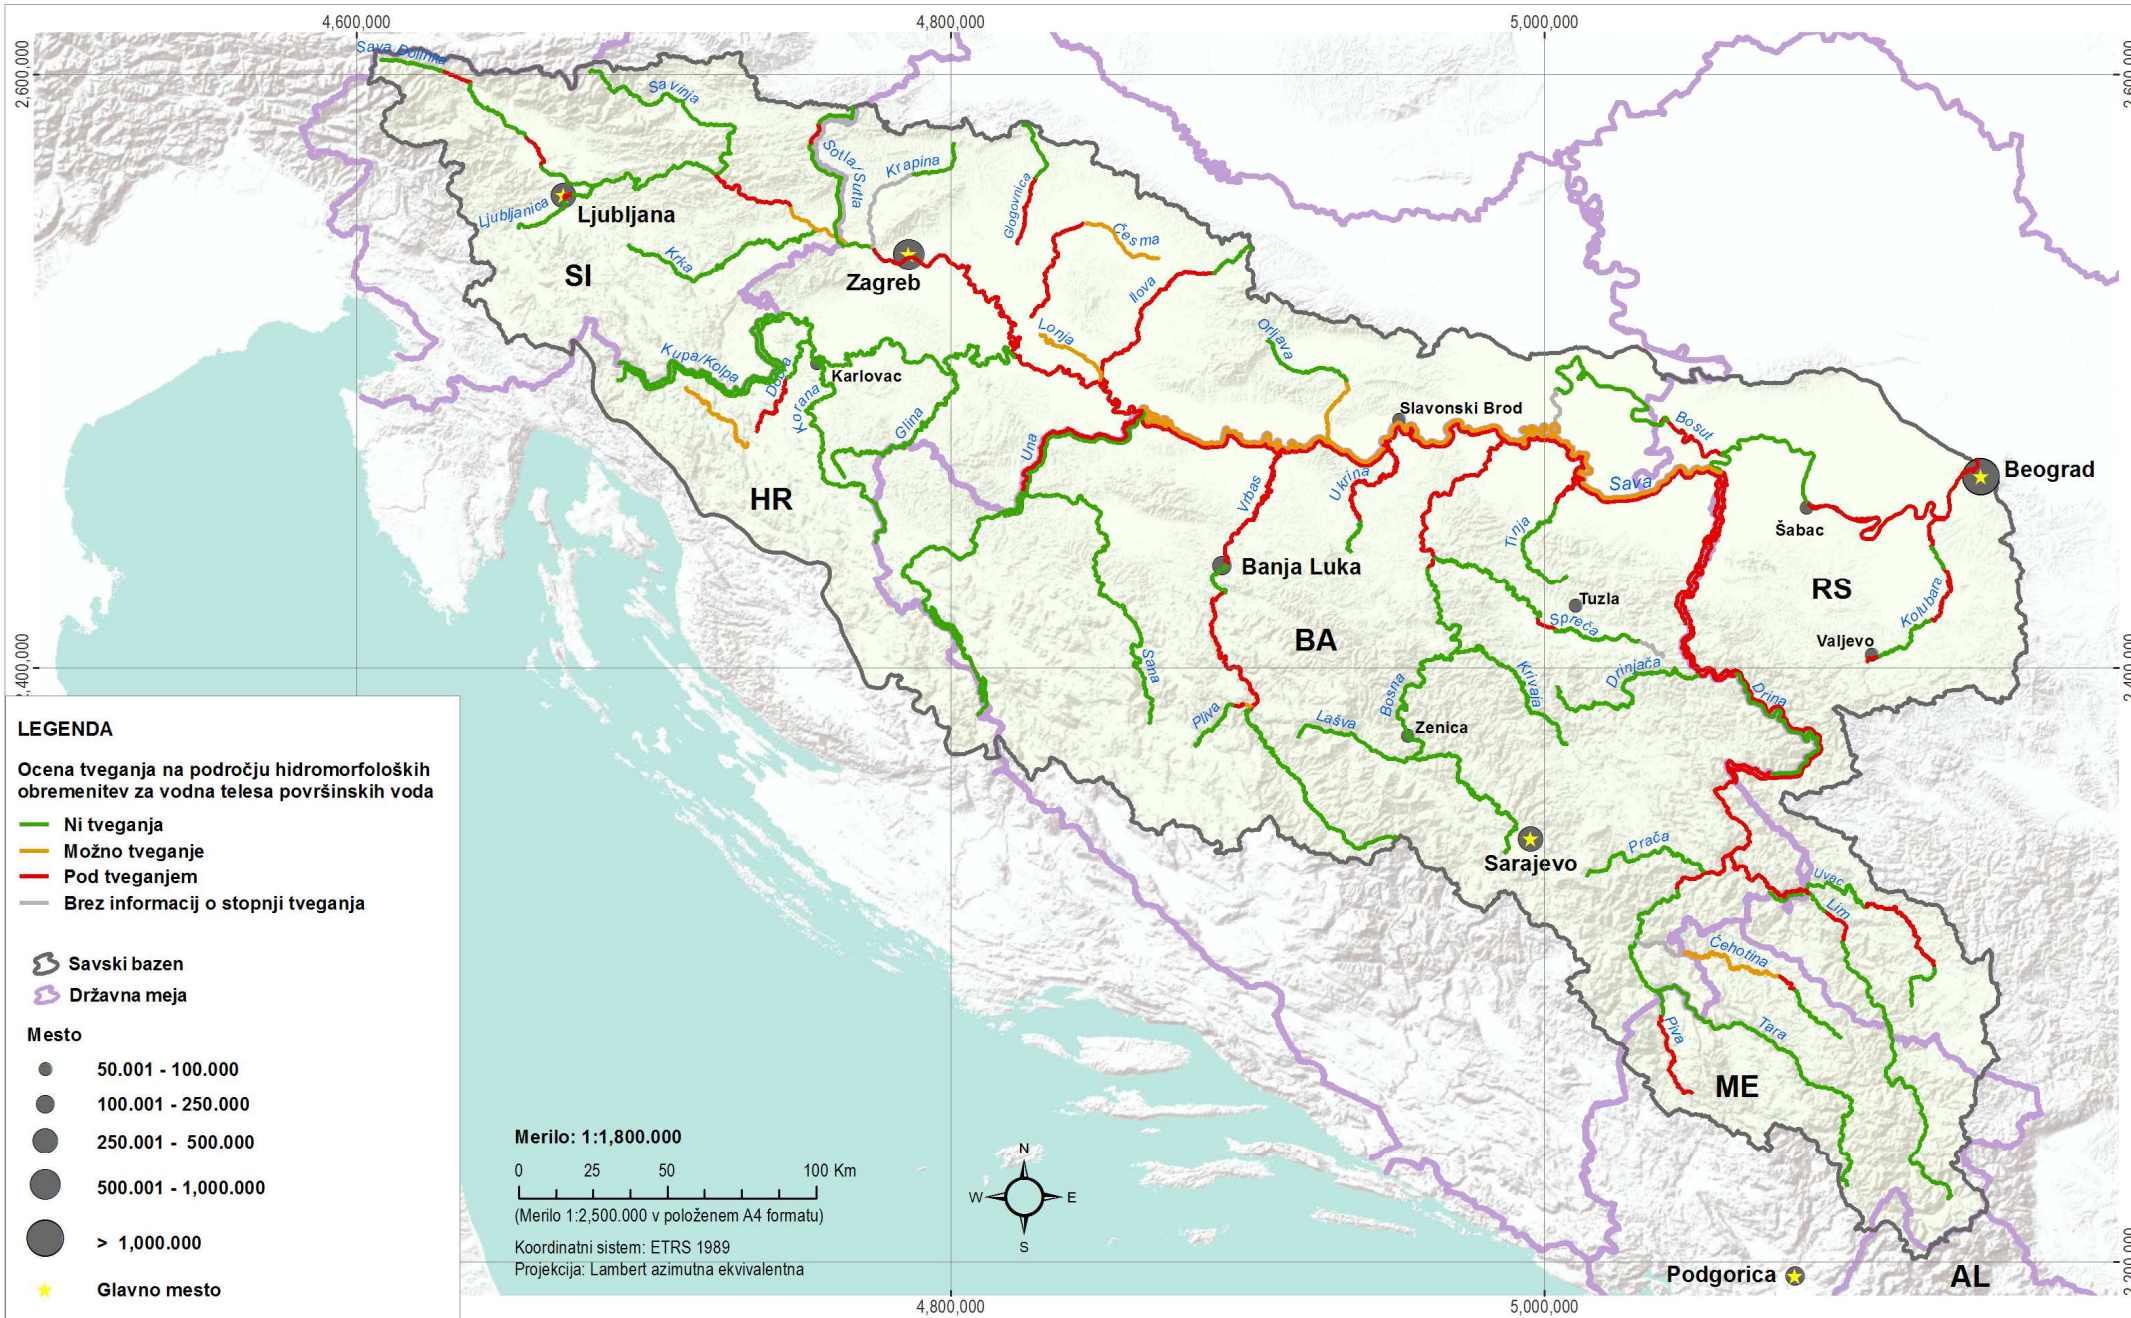 4,600,000
4,800,000
5,000,000
2,600,000
2,600,000
Sava Dolinka
Savinja
Sotla/Sutla
Krapina
Glogovnica
Česma
Ljubljanica
Ljubljana
Krka
SI
Zagreb
Ilova
Lonja
Orljava
Kupa/Kolpa
Dobra
Karlovac
Korana
Glina
Slavonski Brod
Bosut
Una
HR
Vrbas
Ukrina
Sava
Beograd
Tinja
Šabac
Banja Luka
RS
Tuzla
Kolubara
Spreča
BA
Valjevo
Sana
Drinjača
Krivaja
Bosna
Drina
Pliva
Lašva
Zenica
Sarajevo
Prača
Uvac
Lim
Ćehotina
Piva
Tara
ME
Podgorica
AL
LEGENDA
Ocena tveganja na področju hidromorfoloških
obremenitev za vodna telesa površinskih voda
Ni tveganja
Možno tveganje
Pod tveganjem
Brez informacij o stopnji tveganja
Savski bazen
Državna meja
Mesto
50.001 - 100.000
100.001 - 250.000
250.001 - 500.000
500.001 - 1,000.000
> 1,000.000
Glavno mesto
Merilo: 1:1,800.000
0 25 50 100 Km
(Merilo 1:2,500.000 v položenem A4 formatu)
Koordinatni sistem: ETRS 1989
Projekcija: Lambert azimutna ekvivalentna
N
W E
S
4,800,000
5,000,000